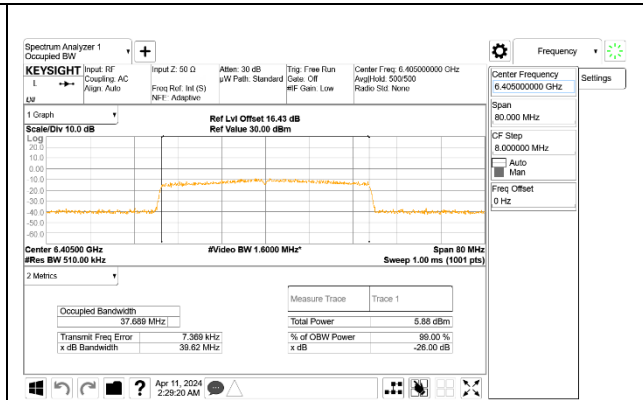 Spectrum Analyzer 1
Occupied BW
+
Frequency
KEYSIGHT
L
Input: RF
Coupling: AC
Align: Auto
Input Z: 50 Ω
Freq Ref: Int (S)
NFE: Adaptive
Atten: 30 dB
µW Path: Standard
Trig: Free Run
Gate: Off
#IF Gain: Low
Center Freq: 6.405000000 GHz
Avg|Hold: 500/500
Radio Std: None
Center Frequency
6.405000000 GHz
Settings
Span
80.000 MHz
CF Step
8.000000 MHz
Auto
Man
Freq Offset
0 Hz
1 Graph
Scale/Div 10.0 dB
Ref Lvl Offset 16.43 dB
Ref Value 30.00 dBm
Log
20.0
10.0
0.00
-10.0
-20.0
-30.0
-40.0
-50.0
-60.0
Center 6.40500 GHz
#Res BW 510.00 kHz
#Video BW 1.6000 MHz*
Span 80 MHz
Sweep 1.00 ms (1001 pts)
2 Metrics
Measure Trace
Trace 1
Occupied Bandwidth
37.689 MHz
Total Power
5.88 dBm
Transmit Freq Error
7.369 kHz
% of OBW Power
99.00 %
x dB Bandwidth
39.62 MHz
x dB
-26.00 dB
?
Apr 11, 2024
2:29:20 AM